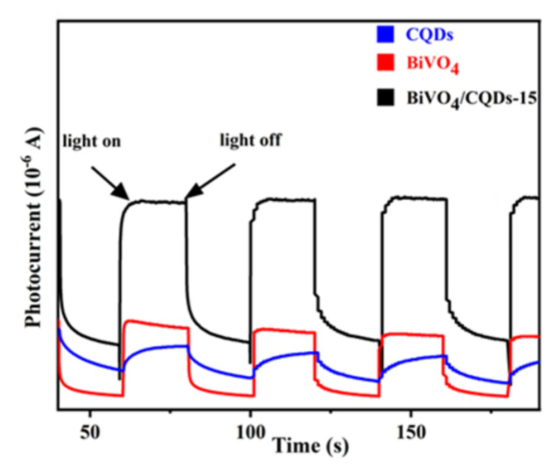 CQDs
BiVO4
BiVO4/CQDs-15
light on
light off
Photocurrent (10-6 A)
50
100
150
Time (s)